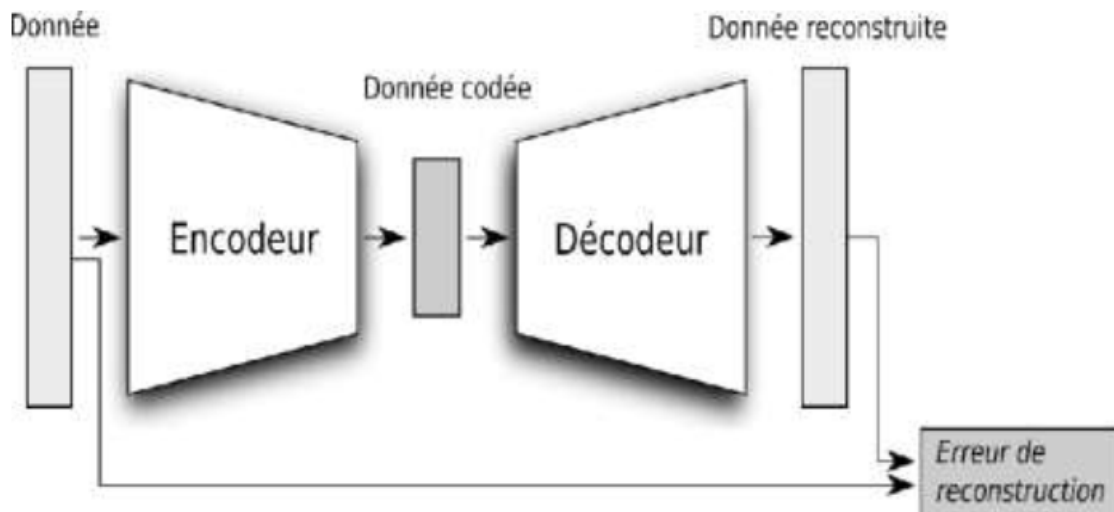 Donnée
Donnée reconstruite
Donnée codée
Encodeur
Décodeur
Erreur de
reconstruction